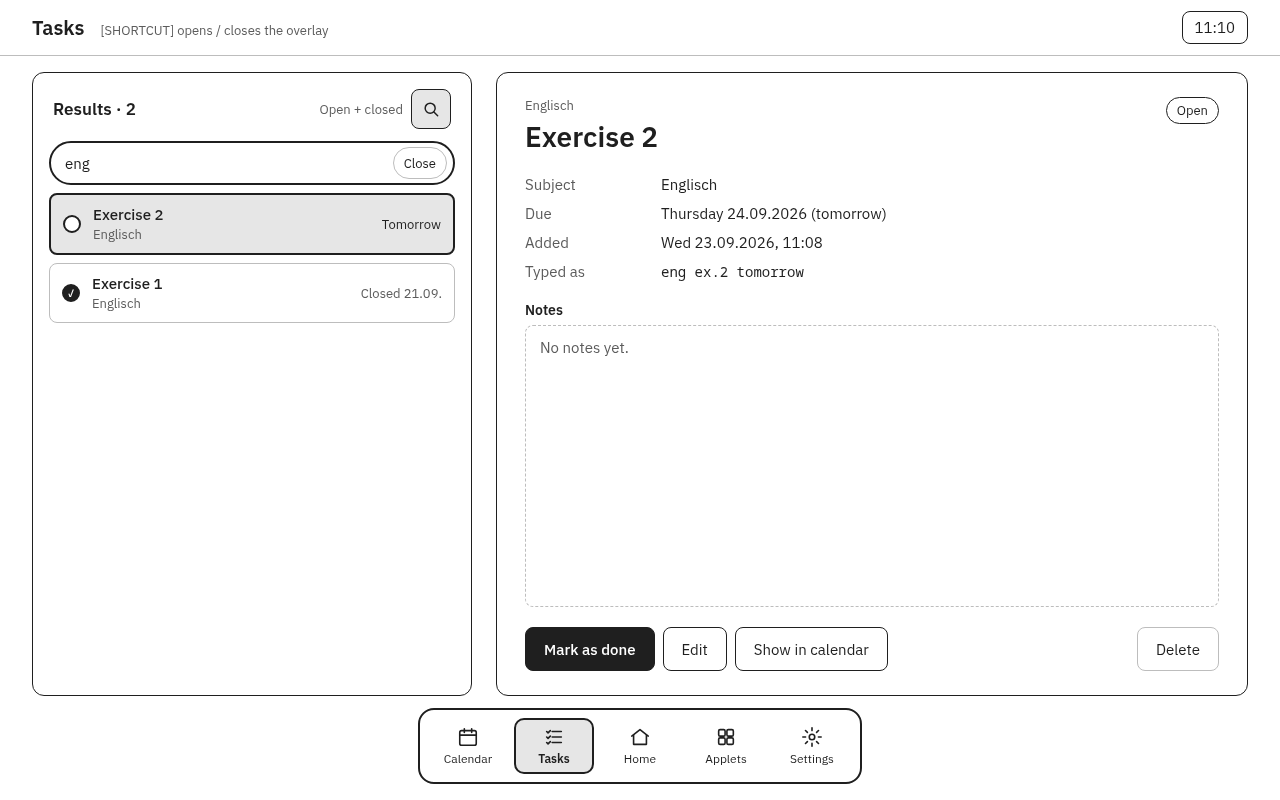 Tasks
[SHORTCUT] opens / closes the overlay
11:10
Results · 2
Open + closed
eng
Close
Exercise 2
Englisch
Tomorrow
Exercise 1
Englisch
Closed 21.09.
Englisch
Open
Exercise 2
Subject Englisch
Due Thursday 24.09.2026 (tomorrow)
Added Wed 23.09.2026, 11:08
Typed as eng ex.2 tomorrow
Notes
No notes yet.
Mark as done
Edit
Show in calendar
Delete
Calendar
Tasks
Home
Applets
Settings